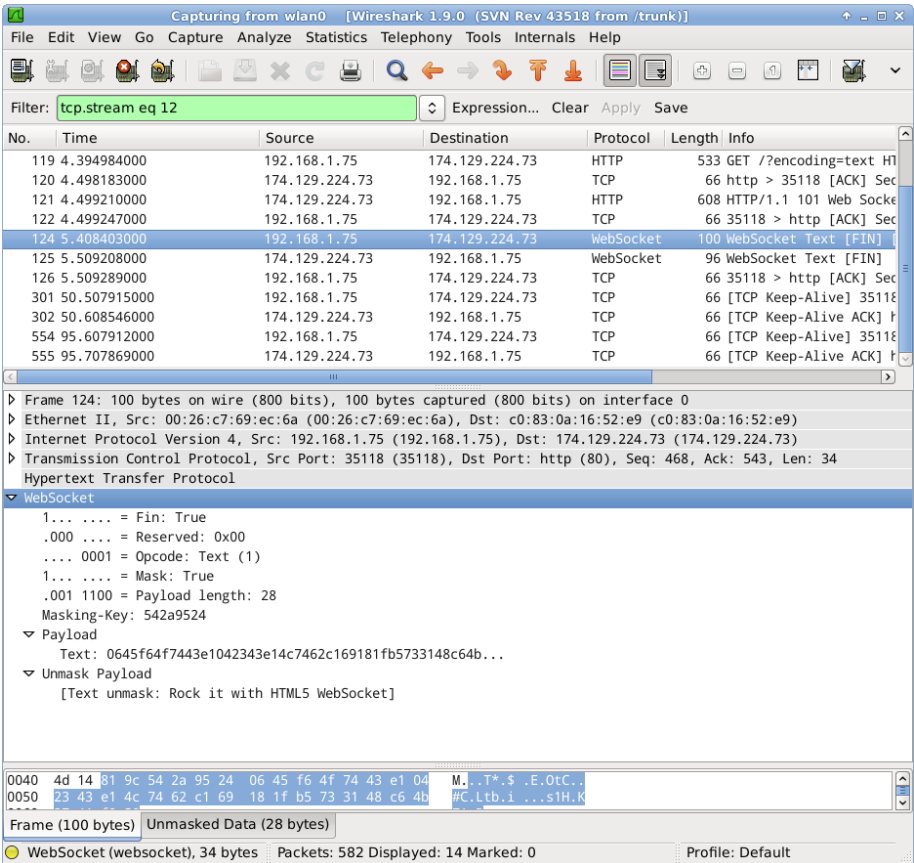 Capturing from wlan0 [Wireshark 1.9.0 (SVN Rev 43518 from /trunk)]
File Edit View Go Capture Analyze Statistics Telephony Tools Internals Help
Filter: tcp.stream eq 12 Expression... Clear Apply Save
No. Time Source Destination Protocol Length Info
119 4.394984000 192.168.1.75 174.129.224.73 HTTP 533 GET /?encoding=text HT
120 4.498183000 174.129.224.73 192.168.1.75 TCP 66 http > 35118 [ACK] Sec
121 4.499210000 174.129.224.73 192.168.1.75 HTTP 608 HTTP/1.1 101 Web Socke
122 4.499247000 192.168.1.75 174.129.224.73 TCP 66 35118 > http [ACK] Sec
124 5.408403000 192.168.1.75 174.129.224.73 WebSocket 100 WebSocket Text [FIN] [
125 5.509208000 174.129.224.73 192.168.1.75 WebSocket 96 WebSocket Text [FIN]
126 5.509289000 192.168.1.75 174.129.224.73 TCP 66 35118 > http [ACK] Sec
301 50.507915000 192.168.1.75 174.129.224.73 TCP 66 [TCP Keep-Alive] 35118
302 50.608546000 174.129.224.73 192.168.1.75 TCP 66 [TCP Keep-Alive ACK] h
554 95.607912000 192.168.1.75 174.129.224.73 TCP 66 [TCP Keep-Alive] 35118
555 95.707869000 174.129.224.73 192.168.1.75 TCP 66 [TCP Keep-Alive ACK] h
Frame 124: 100 bytes on wire (800 bits), 100 bytes captured (800 bits) on interface 0
Ethernet II, Src: 00:26:c7:69:ec:6a (00:26:c7:69:ec:6a), Dst: c0:83:0a:16:52:e9 (c0:83:0a:16:52:e9)
Internet Protocol Version 4, Src: 192.168.1.75 (192.168.1.75), Dst: 174.129.224.73 (174.129.224.73)
Transmission Control Protocol, Src Port: 35118 (35118), Dst Port: http (80), Seq: 468, Ack: 543, Len: 34
Hypertext Transfer Protocol
WebSocket
1... .... = Fin: True
.000 .... = Reserved: 0x00
.... 0001 = Opcode: Text (1)
1... .... = Mask: True
.001 1100 = Payload length: 28
Masking-Key: 542a9524
Payload
Text: 0645f64f7443e1042343e14c7462c169181fb5733148c64b...
Unmask Payload
[Text unmask: Rock it with HTML5 WebSocket]
0040 4d 14 81 9c 54 2a 95 24 06 45 f6 4f 74 43 e1 04 M...T*.$ .E.OtC..
0050 23 43 e1 4c 74 62 c1 69 18 1f b5 73 31 48 c6 4b #C.Ltb.i ...s1H.K
Frame (100 bytes) Unmasked Data (28 bytes)
WebSocket (websocket), 34 bytes Packets: 582 Displayed: 14 Marked: 0 Profile: Default